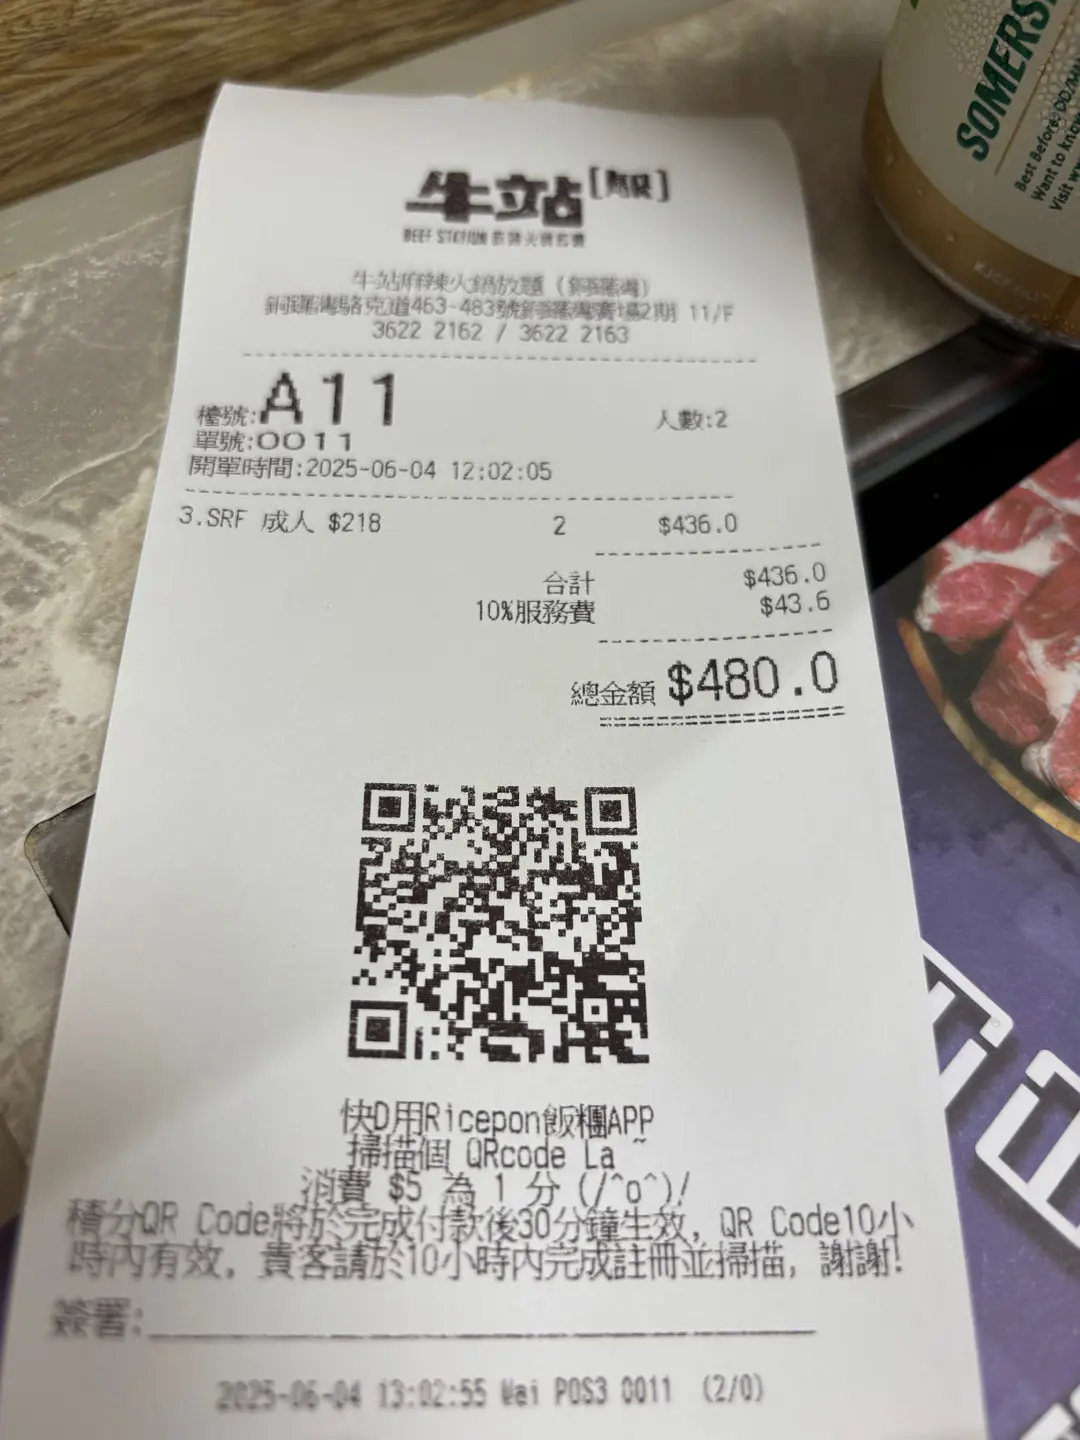 牛站
BEEF STATION
牛站麻辣火鍋放題 (銅鑼灣)
銅鑼灣駱克道463-483號銅鑼灣廣場2期 11/F
3622 2162 / 3622 2163
檯號:A11 人數:2
單號:0011
開單時間:2025-06-04 12:02:05
3.SRF 成人 $218 2 $436.0
合計 $436.0
10%服務費 $43.6
總金額 $480.0
快D用Ricepon飯糰APP
掃描個 QRcode La ~
消費 $5 為 1 分 (/^o^)/
積分QR Code將於完成付款後30分鐘生效, QR Code10小
時內有效, 貴客請於10小時內完成註冊並掃描, 謝謝!
簽署:
2025-06-04 13:02:55 Wai POS3 0011 (2/0)
SOMERS
Best Before: DD/M
Want to kno
Visit w